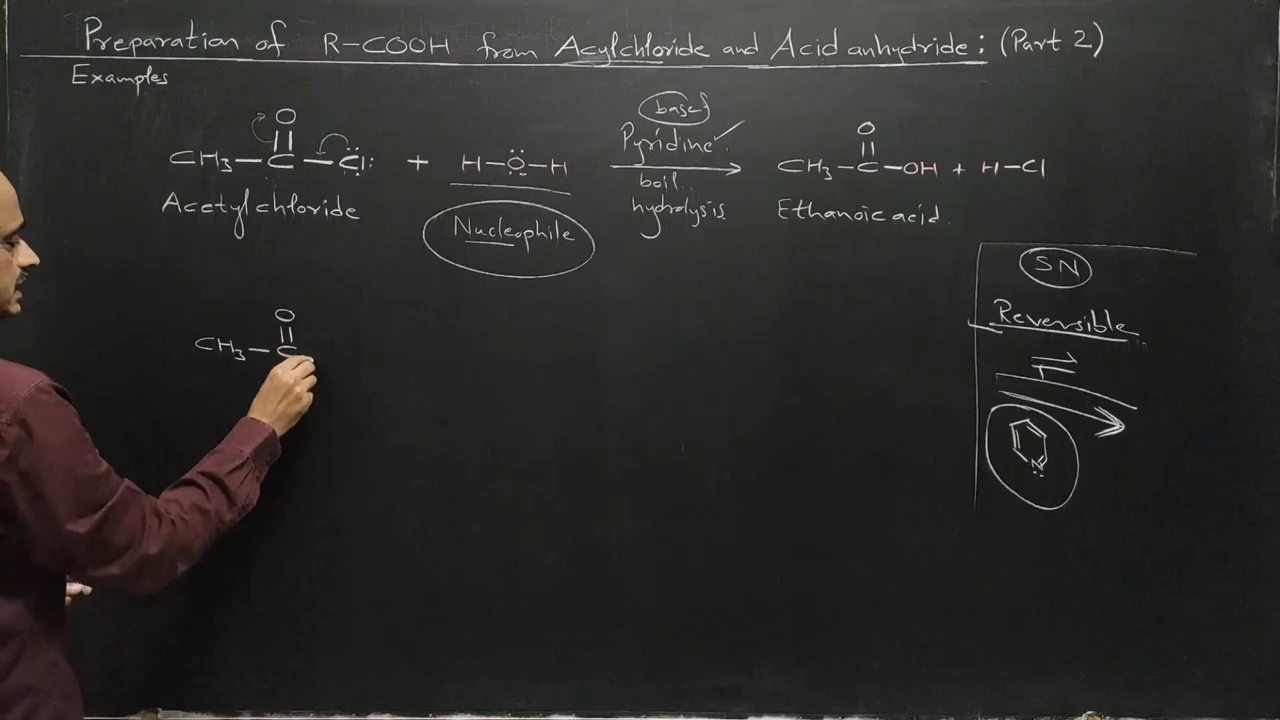 Preparation of R-COOH from Acylchloride and Acid anhydride: (Part 2)
Examples
CH3-C(=O)-Cl + H-O-H → CH3-C(=O)-OH + H-Cl
base
Pyridine ✓
boil
hydrolysis
Acetylchloride
Nucleophile
Ethanoic acid
SN
Reversible
⇌
N
O
CH3-C